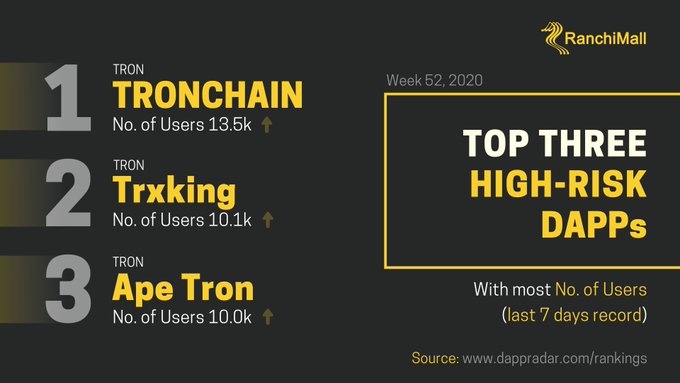 RanchiMall
1
TRON
TRONCHAIN
No. of Users 13.5k
2
TRON
Trxking
No. of Users 10.1k
3
TRON
Ape Tron
No. of Users 10.0k
Week 52, 2020
TOP THREE
HIGH-RISK
DAPPs
With most No. of Users
(last 7 days record)
Source: www.dappradar.com/rankings